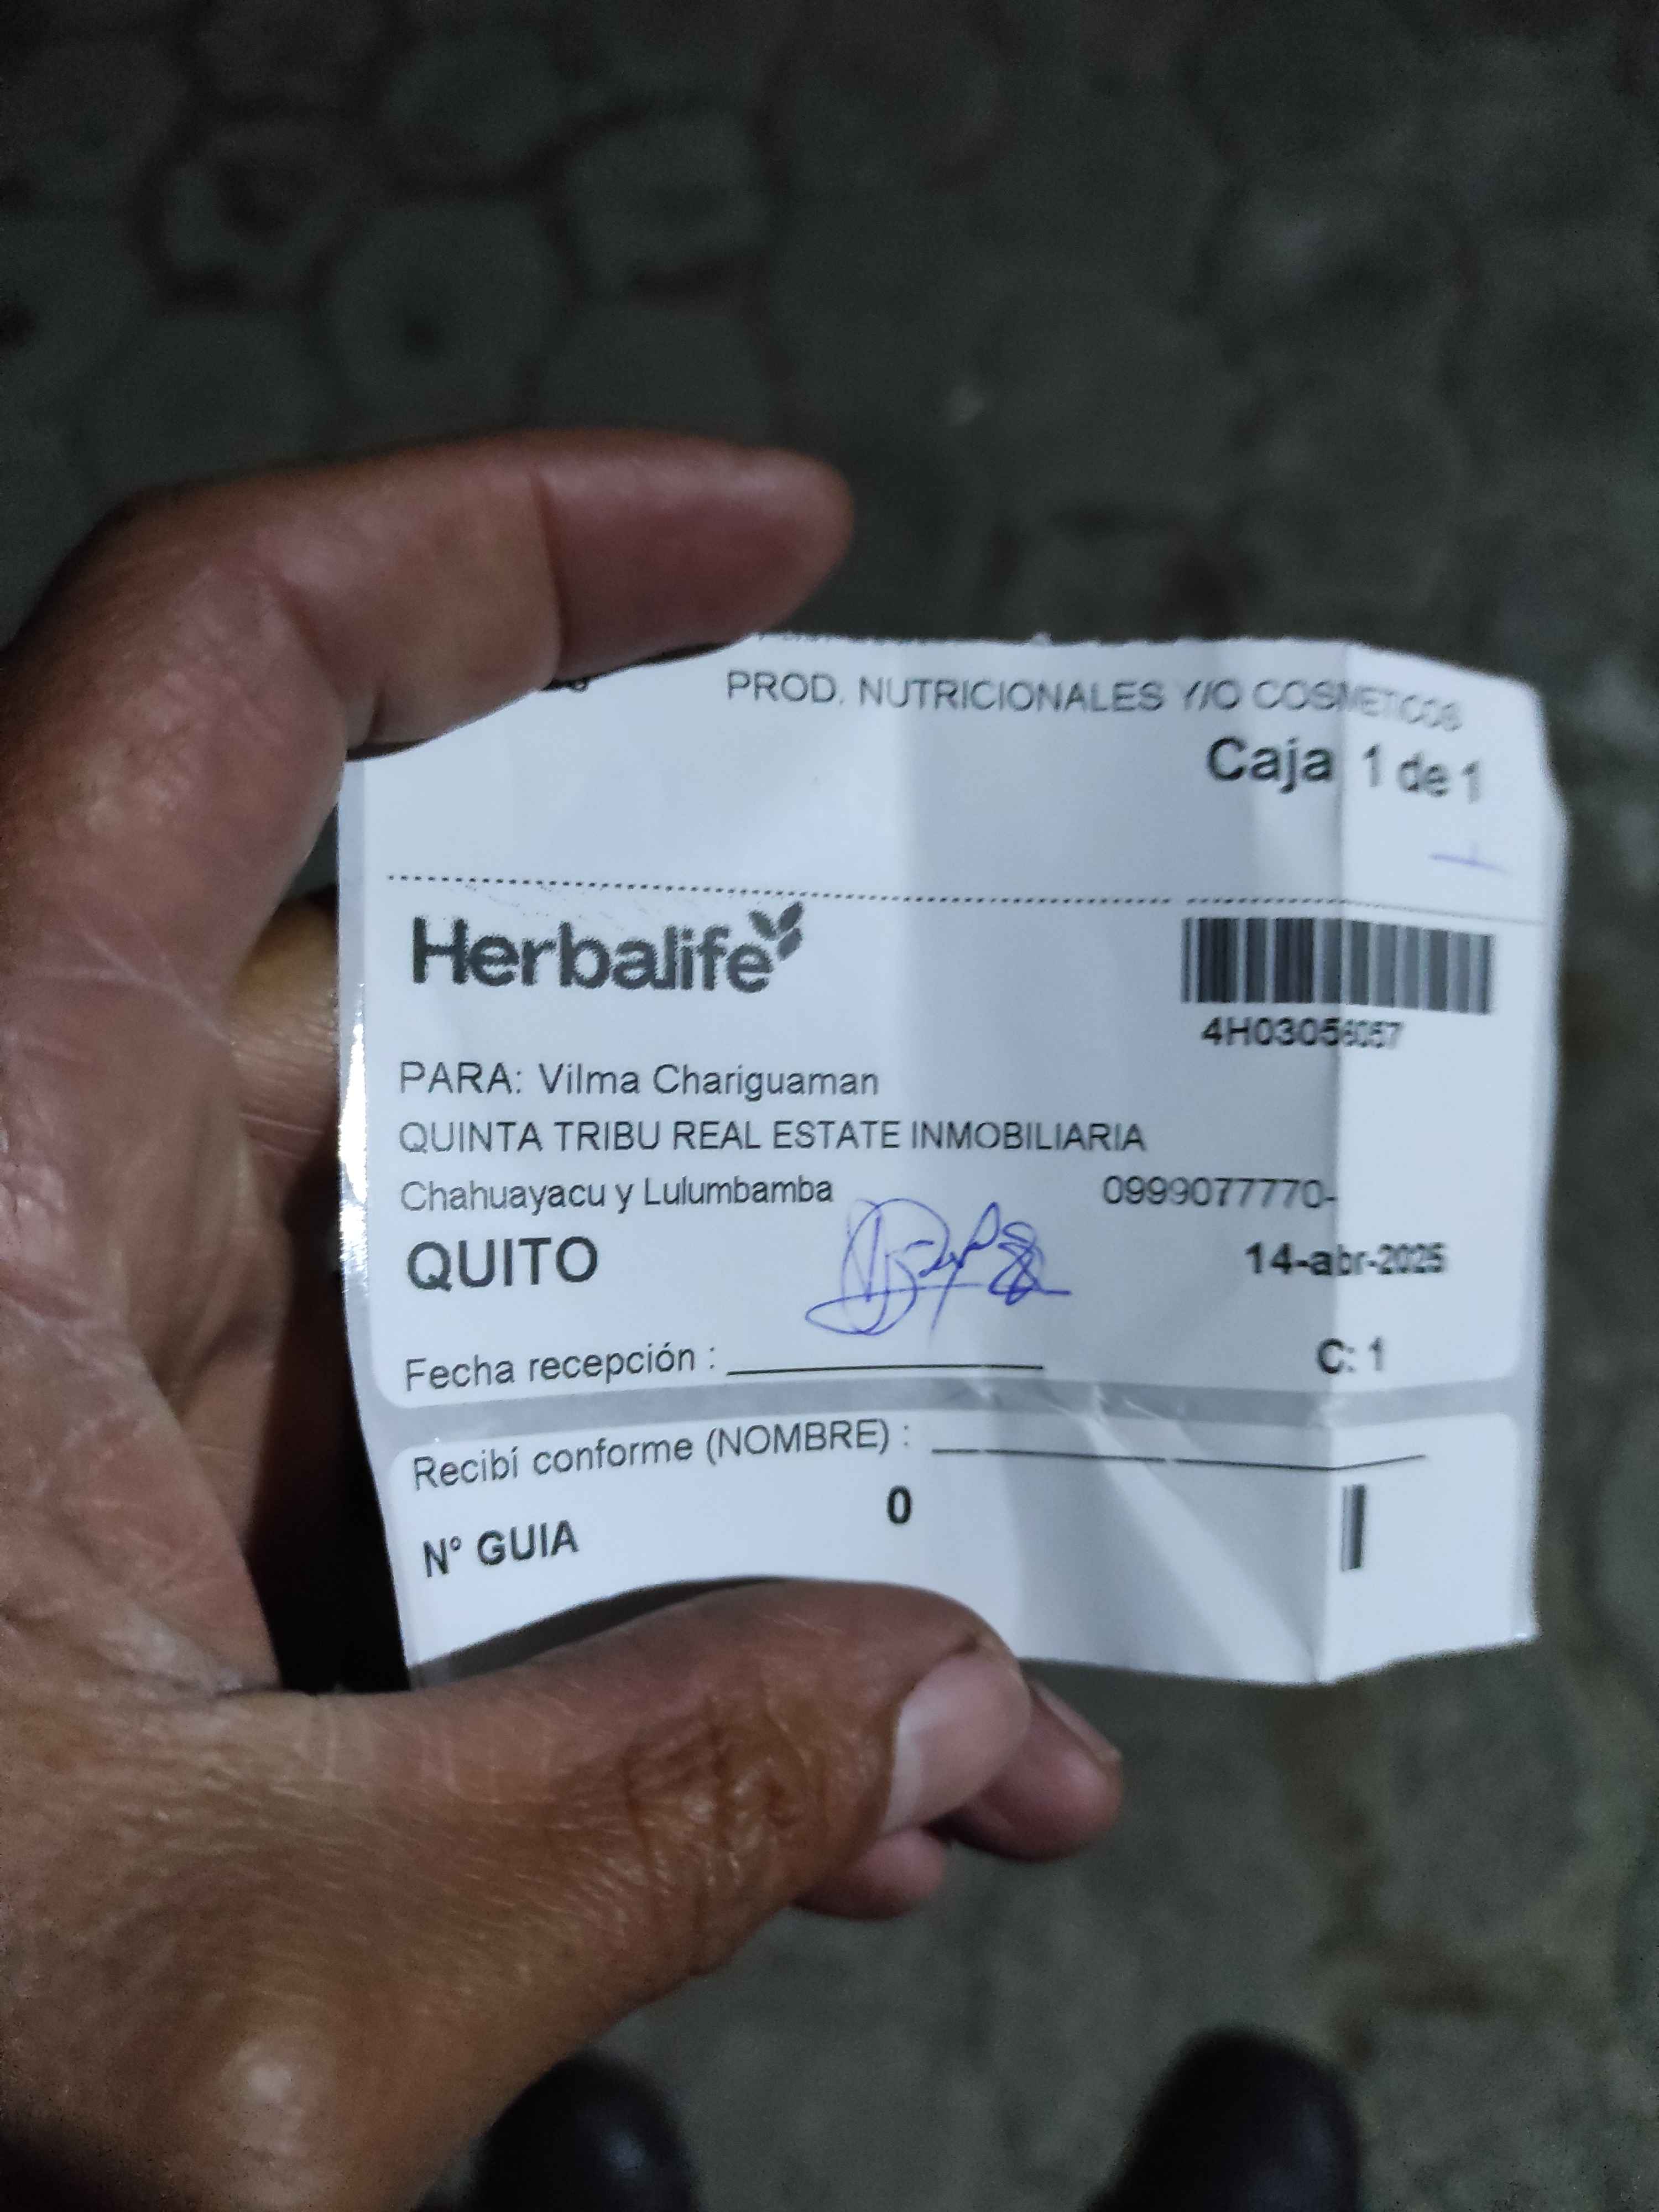 PROD. NUTRICIONALES Y/O COSMETICOS
Caja 1 de 1
Herbalife
4H03056057
PARA: Vilma Chariguaman
QUINTA TRIBU REAL ESTATE INMOBILIARIA
Chahuayacu y Lulumbamba 0999077770-
QUITO 14-abr-2025
Fecha recepción : C: 1
Recibí conforme (NOMBRE) :
N° GUIA 0